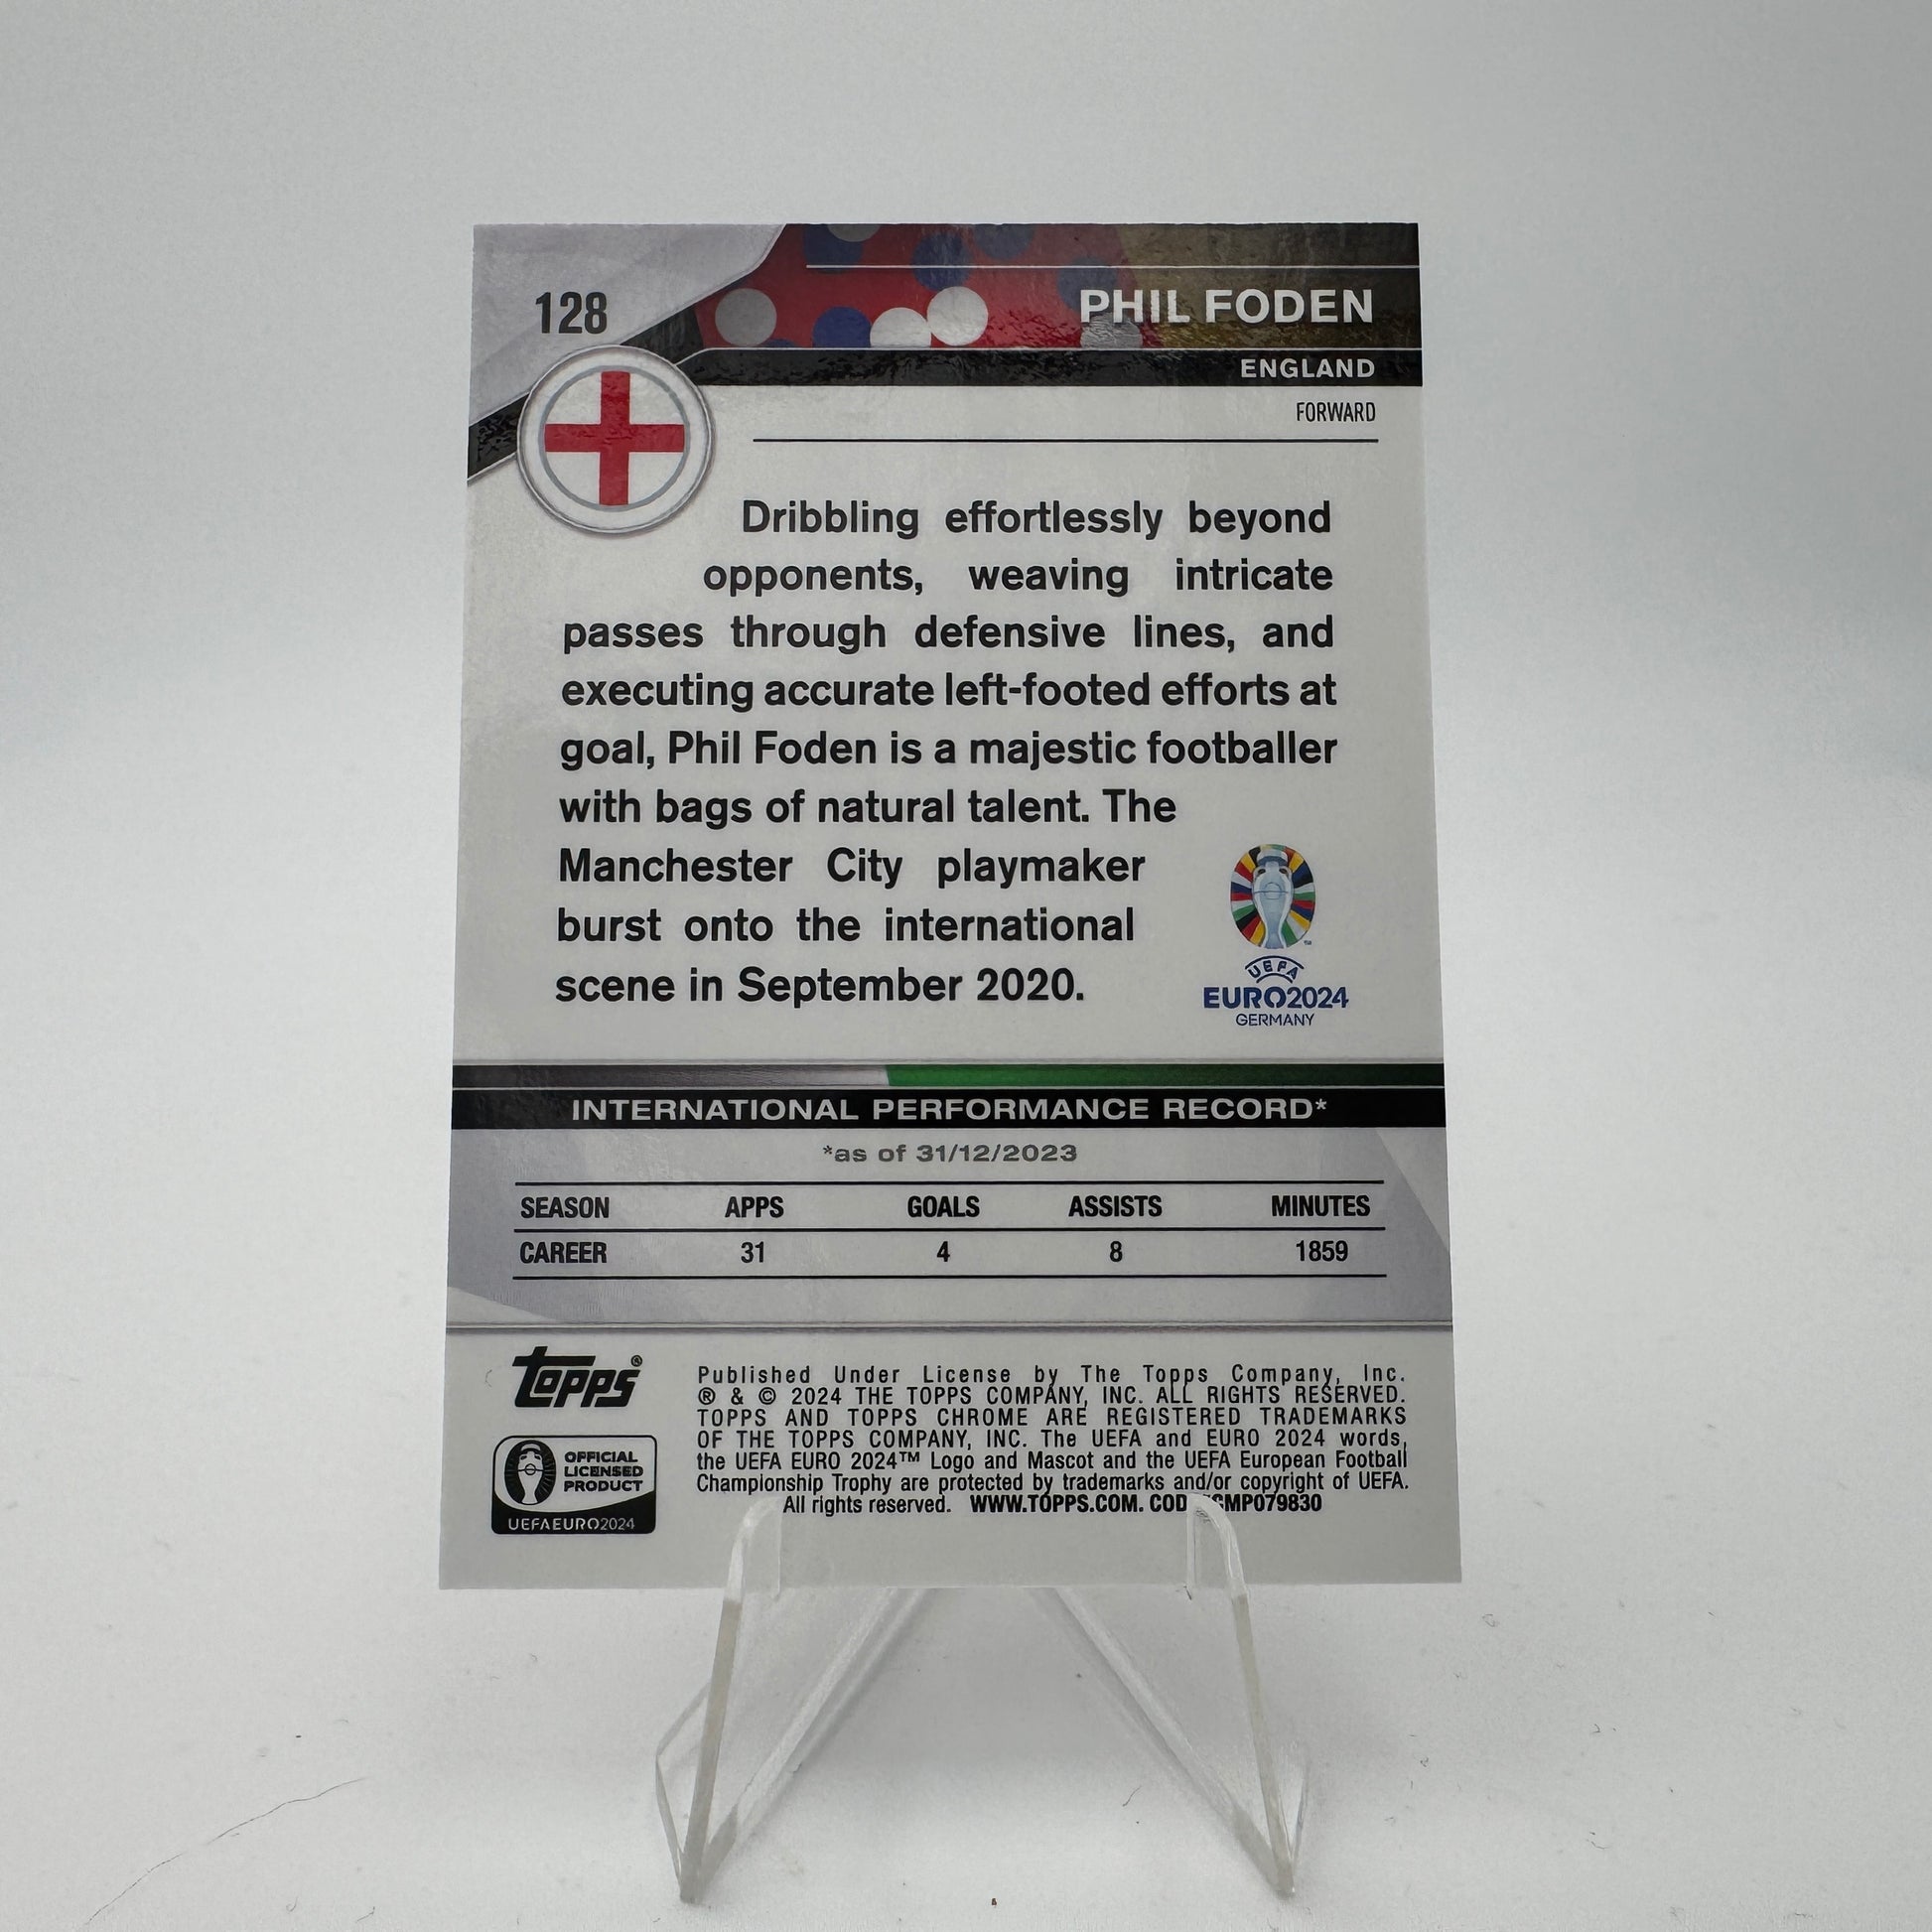 128
PHIL FODEN
ENGLAND
FORWARD
Dribbling effortlessly beyond
opponents, weaving intricate
passes through defensive lines, and
executing accurate left-footed efforts at
goal, Phil Foden is a majestic footballer
with bags of natural talent. The
Manchester City playmaker
burst onto the international
scene in September 2020.
UEFA
EURO2024
GERMANY
INTERNATIONAL PERFORMANCE RECORD*
*as of 31/12/2023
SEASON APPS GOALS ASSISTS MINUTES
CAREER 31 4 8 1859
topps®
OFFICIAL
LICENSED
PRODUCT
UEFAEURO2024
Published Under License by The Topps Company, Inc.
® & © 2024 THE TOPPS COMPANY, INC. ALL RIGHTS RESERVED.
TOPPS AND TOPPS CHROME ARE REGISTERED TRADEMARKS
OF THE TOPPS COMPANY, INC. The UEFA and EURO 2024 words,
the UEFA EURO 2024™ Logo and Mascot and the UEFA European Football
Championship Trophy are protected by trademarks and/or copyright of UEFA.
All rights reserved. WWW.TOPPS.COM.